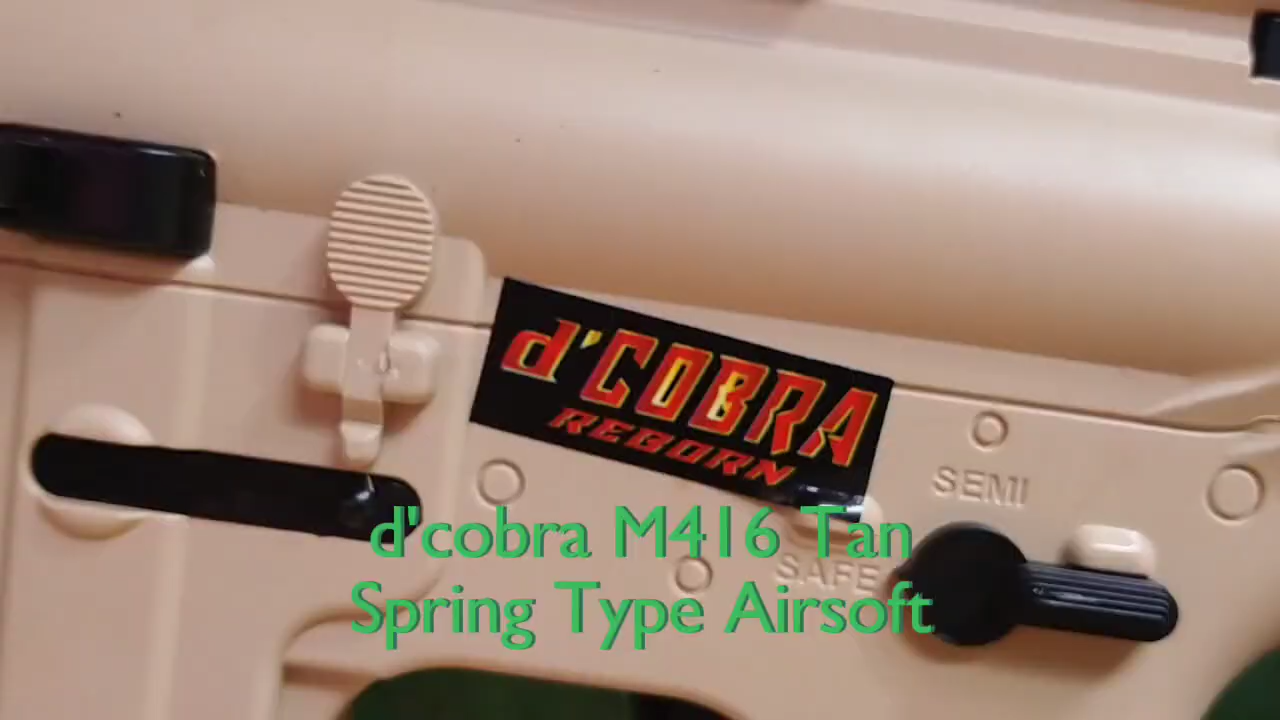 d'COBRA
REBORN
SEMI
SAFE
d'cobra M416 Tan
Spring Type Airsoft